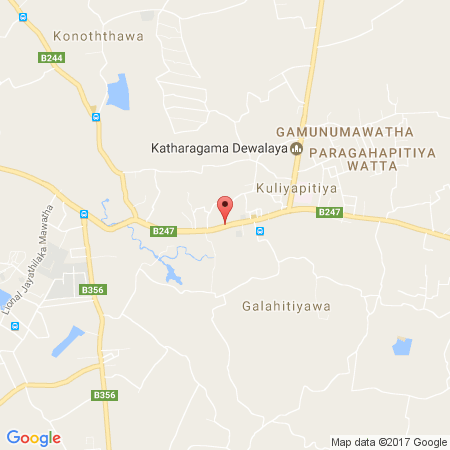 Konoththawa
B244
GAMUNUMAWATHA
Katharagama Dewalaya
PARAGAHAPITIYA
WATTA
Kuliyapitiya
B247
B247
Lional Jayathilaka Mawatha
B356
Galahitiyawa
B356
Google
Map data ©2017 Google